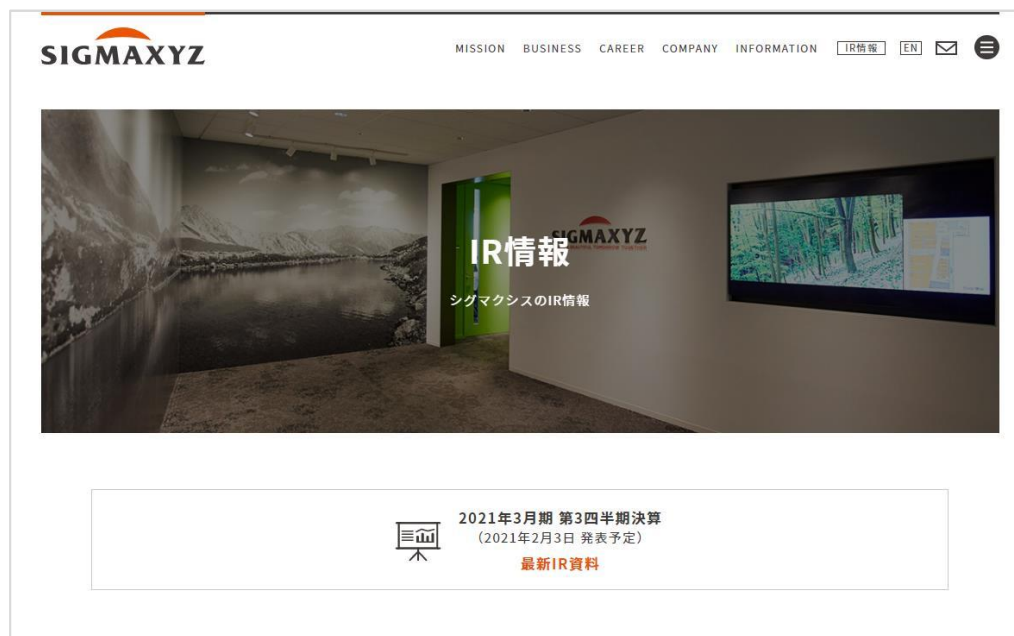 SIGMAXYZ
MISSION BUSINESS CAREER COMPANY INFORMATION IR情報 EN
SIGMAXYZ
IR情報
シグマクシスのIR情報
2021年3月期 第3四半期決算
（2021年2月3日 発表予定）
最新IR資料